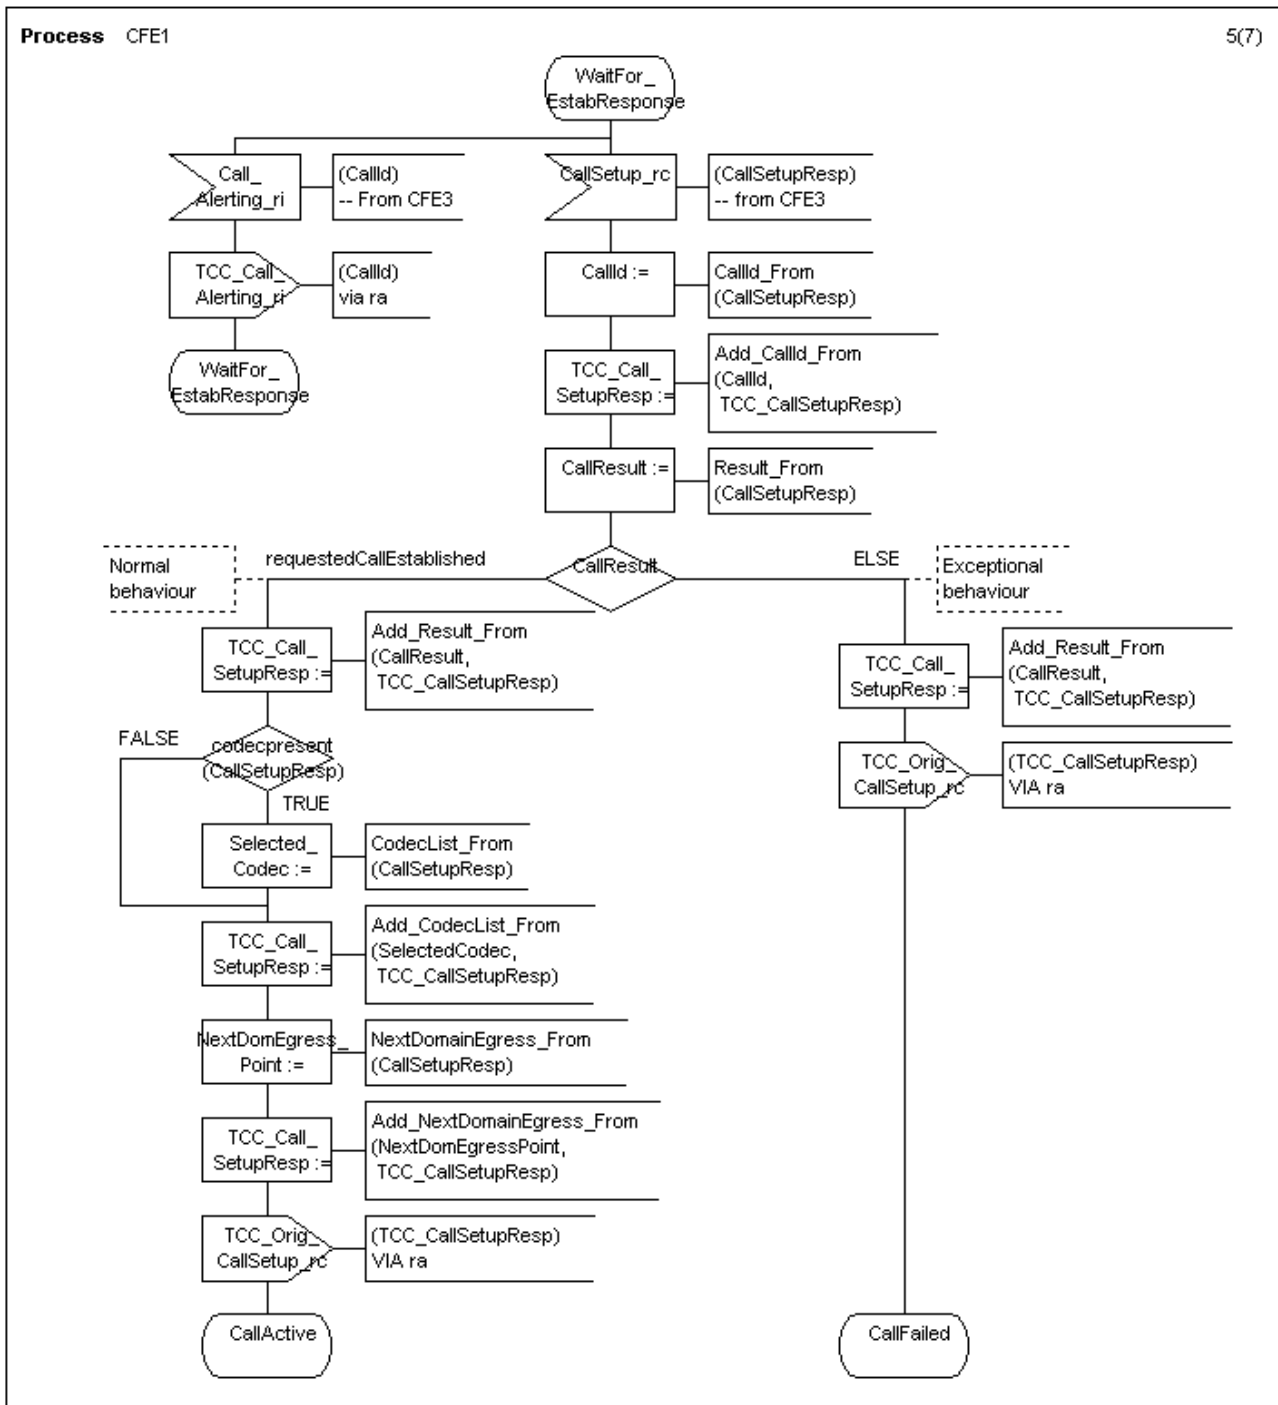 Process CFE1
5(7)
WaitFor_
EstabResponse
Call_
Alerting_ri
(CallId)
-- From CFE3
CallSetup_rc
(CallSetupResp)
-- from CFE3
TCC_Call_
Alerting_ri
(CallId)
via ra
CallId :=
CallId_From
(CallSetupResp)
WaitFor_
EstabResponse
TCC_Call_
SetupResp :=
Add_CallId_From
(CallId,
TCC_CallSetupResp)
CallResult :=
Result_From
(CallSetupResp)
Normal
behaviour
requestedCallEstablished
CallResult
ELSE
Exceptional
behaviour
TCC_Call_
SetupResp :=
Add_Result_From
(CallResult,
TCC_CallSetupResp)
TCC_Call_
SetupResp :=
Add_Result_From
(CallResult,
TCC_CallSetupResp)
FALSE
codecpresent
(CallSetupResp)
TRUE
TCC_Orig_
CallSetup_rc
(TCC_CallSetupResp)
VIA ra
Selected_
Codec :=
CodecList_From
(CallSetupResp)
TCC_Call_
SetupResp :=
Add_CodecList_From
(SelectedCodec,
TCC_CallSetupResp)
NextDomEgress_
Point :=
NextDomainEgress_From
(CallSetupResp)
TCC_Call_
SetupResp :=
Add_NextDomainEgress_From
(NextDomEgressPoint,
TCC_CallSetupResp)
TCC_Orig_
CallSetup_rc
(TCC_CallSetupResp)
VIA ra
CallActive
CallFailed